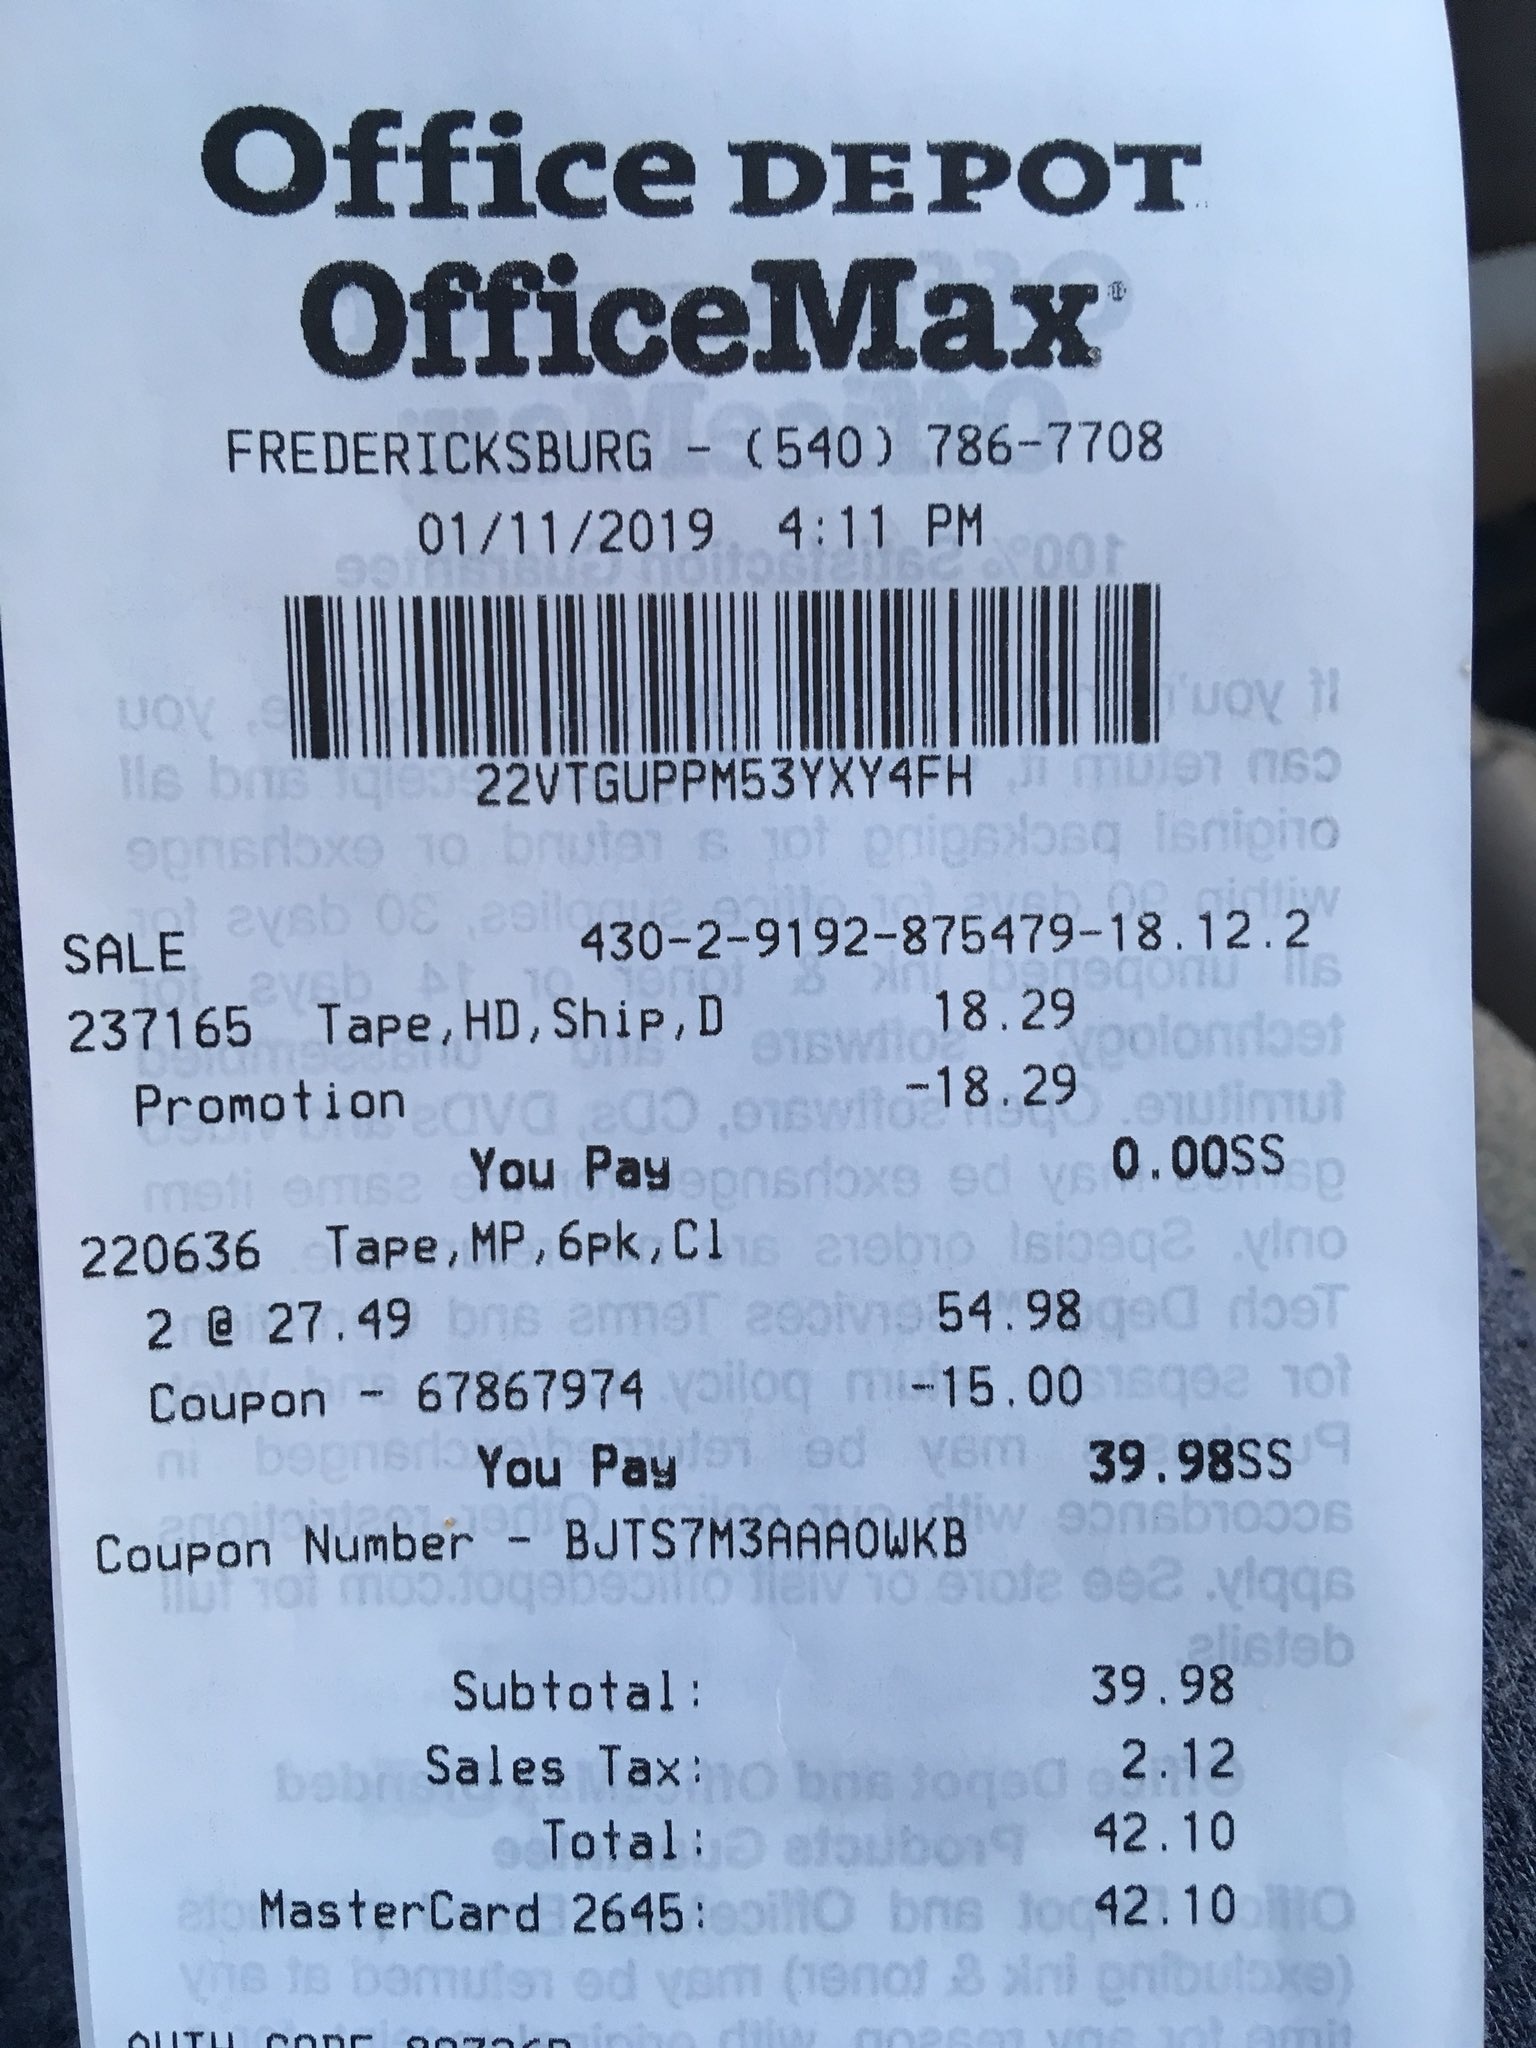 Office DEPOT
OfficeMax®
FREDERICKSBURG - (540) 786-7708
01/11/2019 4:11 PM
22VTGUPPM53YXY4FH
SALE 430-2-9192-875479-18.12.2
237165 Tape,HD,Ship,D 18.29
Promotion -18.29
You Pay 0.00SS
220636 Tape,MP,6pk,Cl
2 @ 27.49 54.98
Coupon - 67867974 -15.00
You Pay 39.98SS
Coupon Number - BJTS7M3AAAOWKB
Subtotal: 39.98
Sales Tax: 2.12
Total: 42.10
MasterCard 2645: 42.10
AUTH CODE